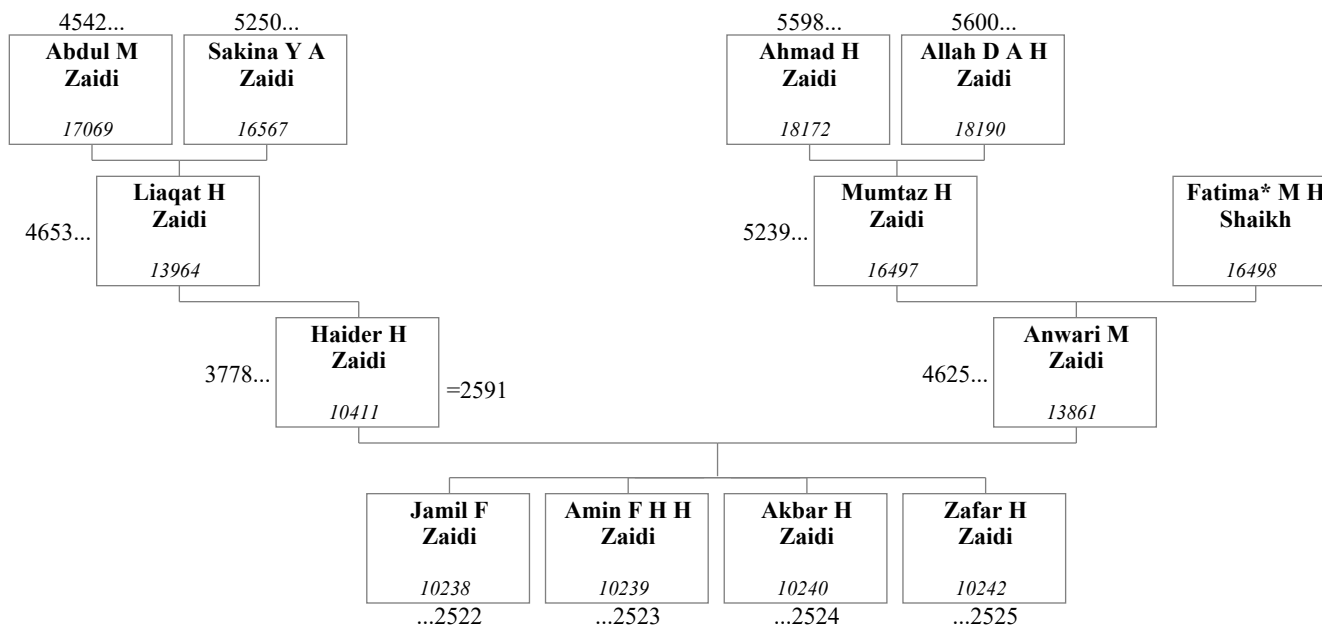 4542...
5250...
5598...
5600...
Abdul M
Zaidi
17069
Sakina Y A
Zaidi
16567
Ahmad H
Zaidi
18172
Allah D A H
Zaidi
18190
4653...
Liaqat H
Zaidi
13964
5239...
Mumtaz H
Zaidi
16497
Fatima* M H
Shaikh
16498
3778...
Haider H
Zaidi
10411
=2591
4625...
Anwari M
Zaidi
13861
Jamil F
Zaidi
10238
...2522
Amin F H H
Zaidi
10239
...2523
Akbar H
Zaidi
10240
...2524
Zafar H
Zaidi
10242
...2525